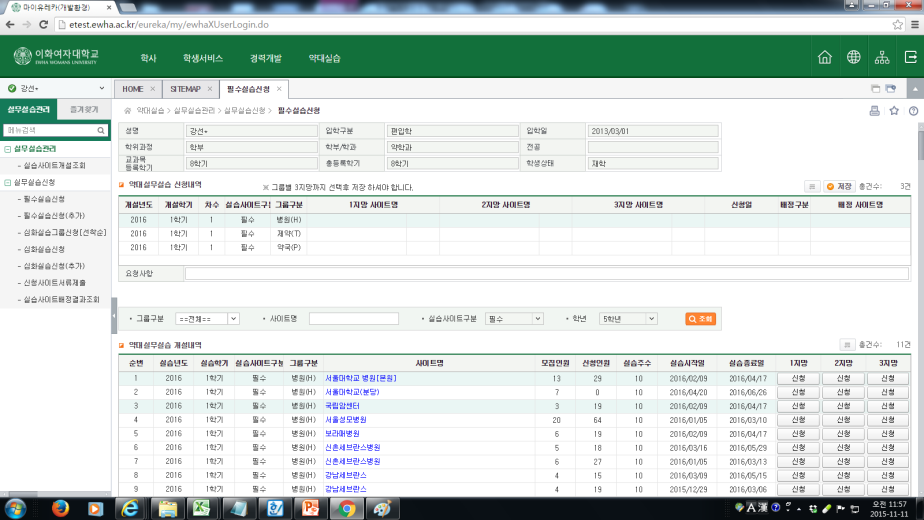 마이유레카(개발환경)
etest.ewha.ac.kr/eureka/my/ewhaXUserLogin.do
이화여자대학교
EWHA WOMANS UNIVERSITY
학사 학생서비스 경력개발 약대실습
강선*
HOME SITEMAP 필수실습신청
실무실습관리 즐겨찾기
약대실습 > 실무실습관리 > 실무실습신청 > 필수실습신청
메뉴검색
실무실습관리
- 실습사이트개설조회
실무실습신청
- 필수실습신청
- 필수실습신청(추가)
- 심화실습그룹신청[선착순]
- 심화실습신청
- 심화실습신청(추가)
- 선형사이트서류제출
- 실습사이트배정결과조회
성명 강선* 입학구분 편입학 입학일 2013/03/01
학위과정 학부 학부/학과 약학과 전공
교과목 등록학기 8학기 총등록학기 8학기 학생상태 재학
약대실무실습 신청내역 ※ 그룹별 3지망까지 선택후 저장 하셔야 합니다. 저장 총건수: 3건
개설년도 개설학기 차수 실습사이트구분 그룹구분 1지망 사이트명 2지망 사이트명 3지망 사이트명 신청일 배정구분 배정 사이트명
2016 1학기 1 필수 병원(H)
2016 1학기 1 필수 제약(T)
2016 1학기 1 필수 약국(P)
요청사항
그룹구분 ==전체== 사이트명 실습사이트구분 필수 학년 5학년 조회
약대실무실습 개설내역 총건수: 11건
순번 실습년도 실습학기 실습사이트구분 그룹구분 사이트명 모집인원 신청인원 실습주수 실습시작일 실습종료일 1지망 2지망 3지망
1 2016 1학기 필수 병원(H) 서울대학교 병원[본원] 13 29 10 2016/02/09 2016/04/17 신청 신청 신청
2 2016 1학기 필수 병원(H) 서울대학교(분당) 7 0 10 2016/04/20 2016/06/26 신청 신청 신청
3 2016 1학기 필수 병원(H) 국립암센터 3 19 10 2016/02/09 2016/04/17 신청 신청 신청
4 2016 1학기 필수 병원(H) 서울성모병원 20 64 10 2016/01/05 2016/03/10 신청 신청 신청
5 2016 1학기 필수 병원(H) 보라매병원 6 19 10 2016/02/09 2016/04/17 신청 신청 신청
6 2016 1학기 필수 병원(H) 신촌세브란스병원 5 18 10 2016/03/16 2016/05/29 신청 신청 신청
7 2016 1학기 필수 병원(H) 신촌세브란스병원 6 27 10 2016/01/05 2016/03/13 신청 신청 신청
8 2016 1학기 필수 병원(H) 강남세브란스 4 15 10 2016/03/09 2016/05/15 신청 신청 신청
9 2016 1학기 필수 병원(H) 강남세브란스 4 19 10 2015/12/29 2016/03/06 신청 신청 신청
A 漢
오전 11:57
2015-11-11